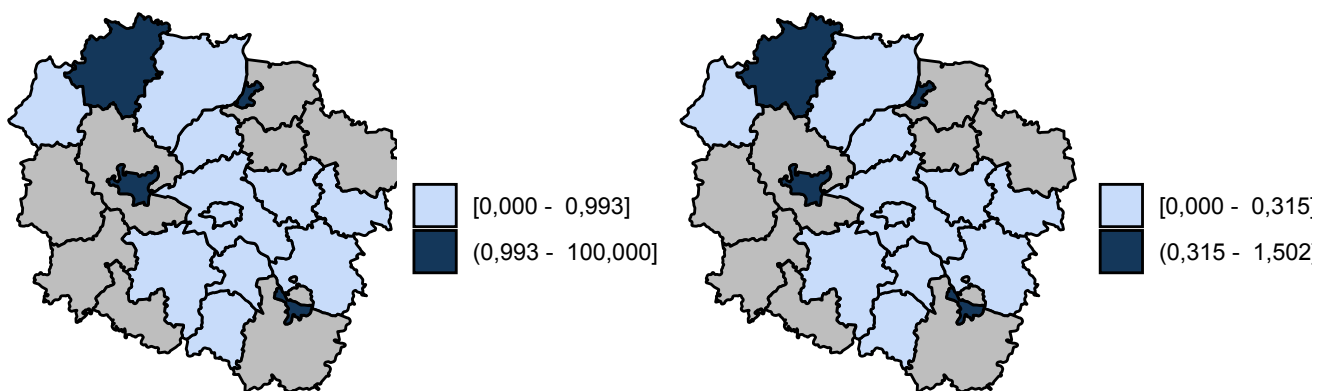 [0,000 - 0,993]
(0,993 - 100,000]
[0,000 - 0,315]
(0,315 - 1,502]